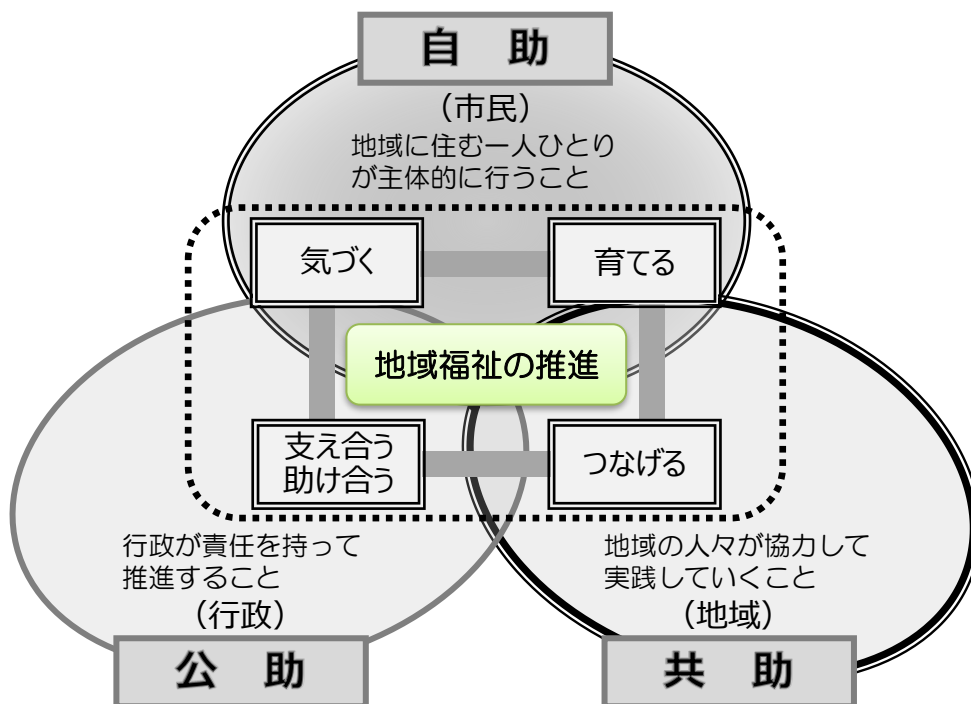 自 助
（市民）
地域に住む一人ひとり
が主体的に行うこと
気づく
育てる
地域福祉の推進
支え合う
助け合う
つなげる
行政が責任を持って
推進すること
（行政）
公 助
地域の人々が協力して
実践していくこと
（地域）
共 助